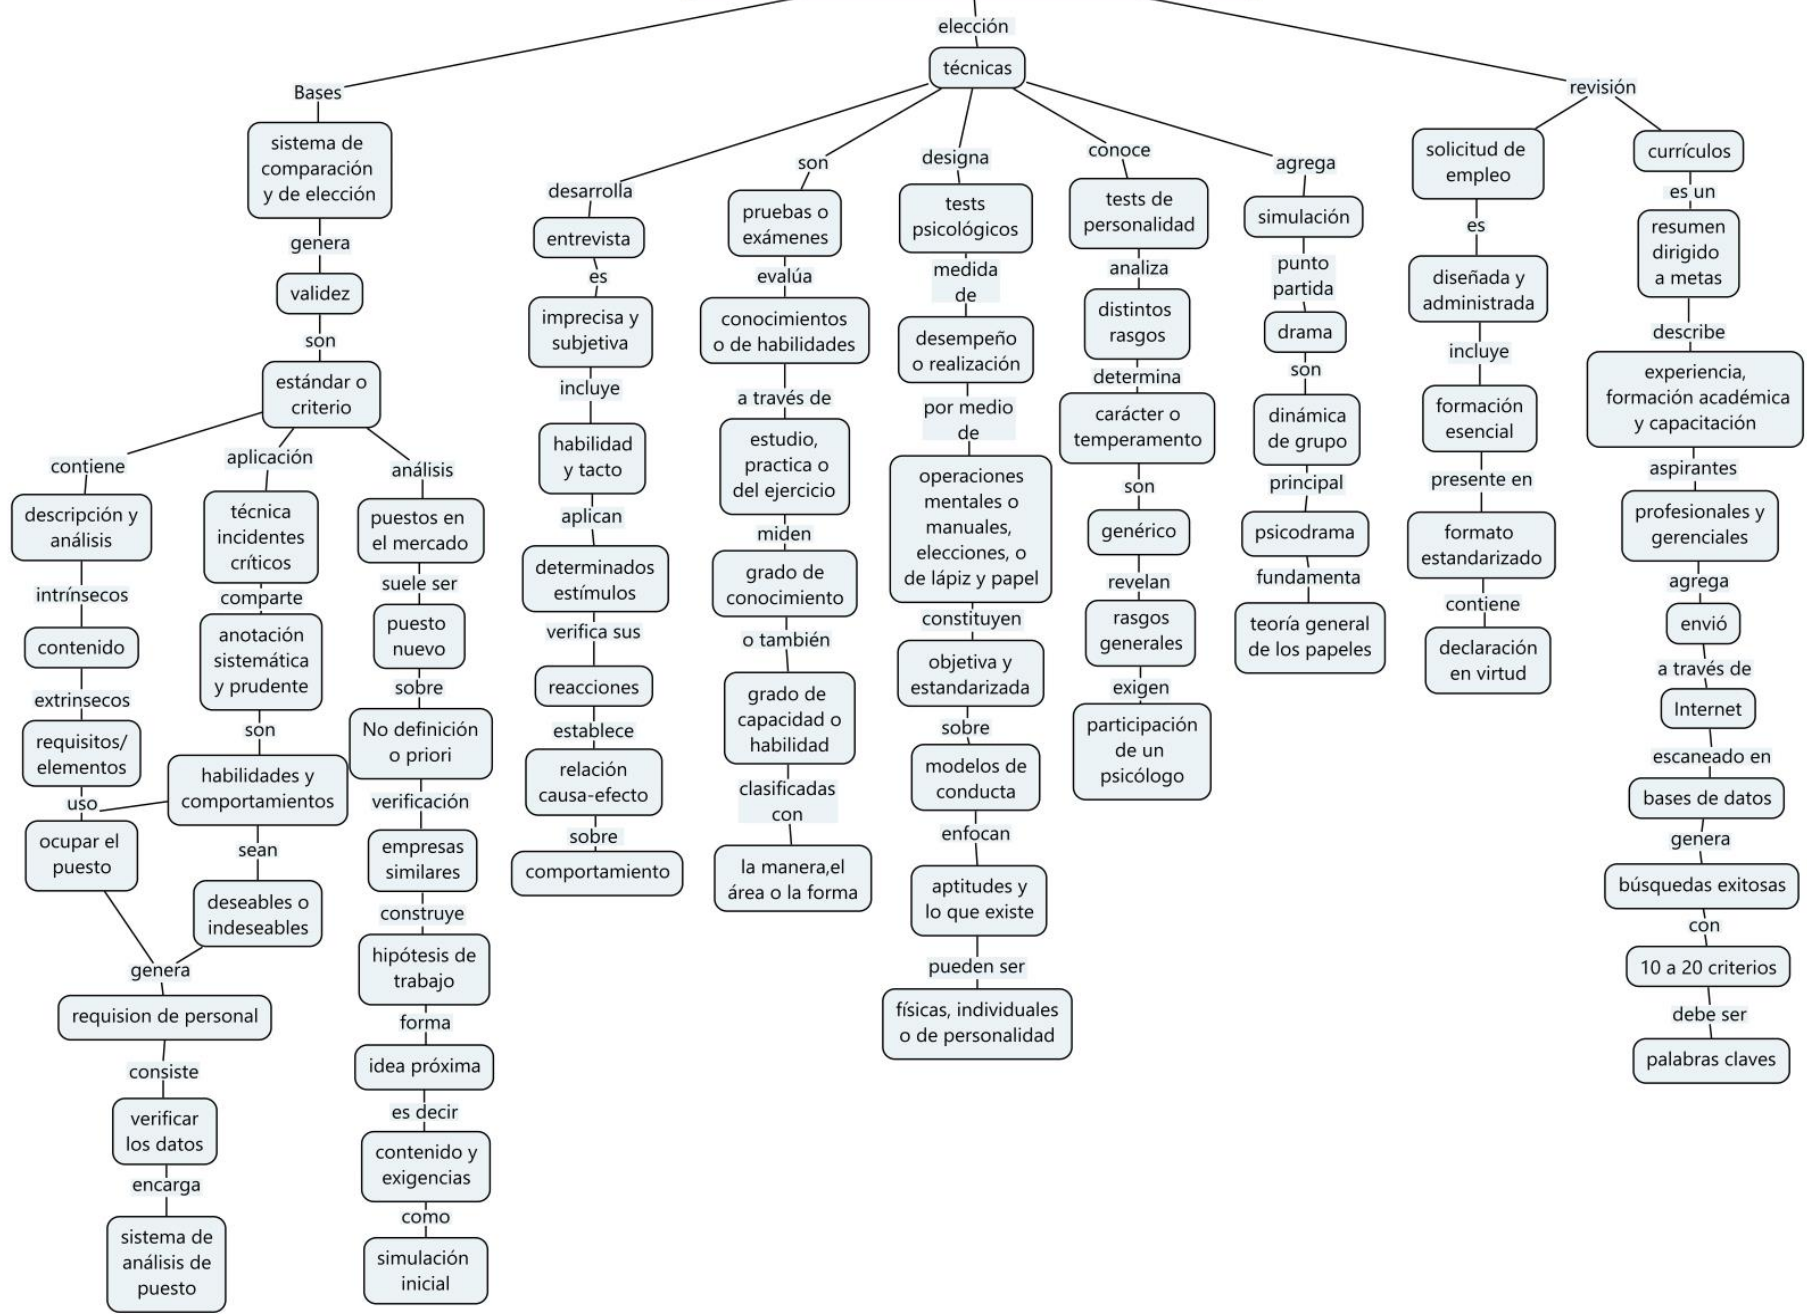 elección
técnicas
Bases
sistema de
comparación
y de elección
genera
validez
son
estándar o
criterio
contiene
descripción y
análisis
intrínsecos
contenido
extrinsecos
requisitos/
elementos
uso
ocupar el
puesto
aplicación
técnica
incidentes
críticos
comparte
anotación
sistemática
y prudente
son
habilidades y
comportamientos
sean
deseables o
indeseables
genera
requision de personal
consiste
verificar
los datos
encarga
sistema de
análisis de
puesto
análisis
puestos en
el mercado
suele ser
puesto
nuevo
sobre
No definición
o priori
verificación
empresas
similares
construye
hipótesis de
trabajo
forma
idea próxima
es decir
contenido y
exigencias
como
simulación
inicial
desarrolla
entrevista
es
imprecisa y
subjetiva
incluye
habilidad
y tacto
aplican
determinados
estímulos
verifica sus
reacciones
establece
relación
causa-efecto
sobre
comportamiento
son
pruebas o
exámenes
evalúa
conocimientos
o de habilidades
a través de
estudio,
practica o
del ejercicio
miden
grado de
conocimiento
o también
grado de
capacidad o
habilidad
clasificadas
con
la manera,el
área o la forma
designa
tests
psicológicos
medida
de
desempeño
o realización
por medio
de
operaciones
mentales o
manuales,
elecciones, o
de lápiz y papel
constituyen
objetiva y
estandarizada
sobre
modelos de
conducta
enfocan
aptitudes y
lo que existe
pueden ser
físicas, individuales
o de personalidad
conoce
tests de
personalidad
analiza
distintos
rasgos
determina
carácter o
temperamento
son
genérico
revelan
rasgos
generales
exigen
participación
de un
psicólogo
agrega
simulación
punto
partida
drama
son
dinámica
de grupo
principal
psicodrama
fundamenta
teoría general
de los papeles
revisión
solicitud de
empleo
es
diseñada y
administrada
incluye
formación
esencial
presente en
formato
estandarizado
contiene
declaración
en virtud
currículos
es un
resumen
dirigido
a metas
describe
experiencia,
formación académica
y capacitación
aspirantes
profesionales y
gerenciales
agrega
envió
a través de
Internet
escaneado en
bases de datos
genera
búsquedas exitosas
con
10 a 20 criterios
debe ser
palabras claves